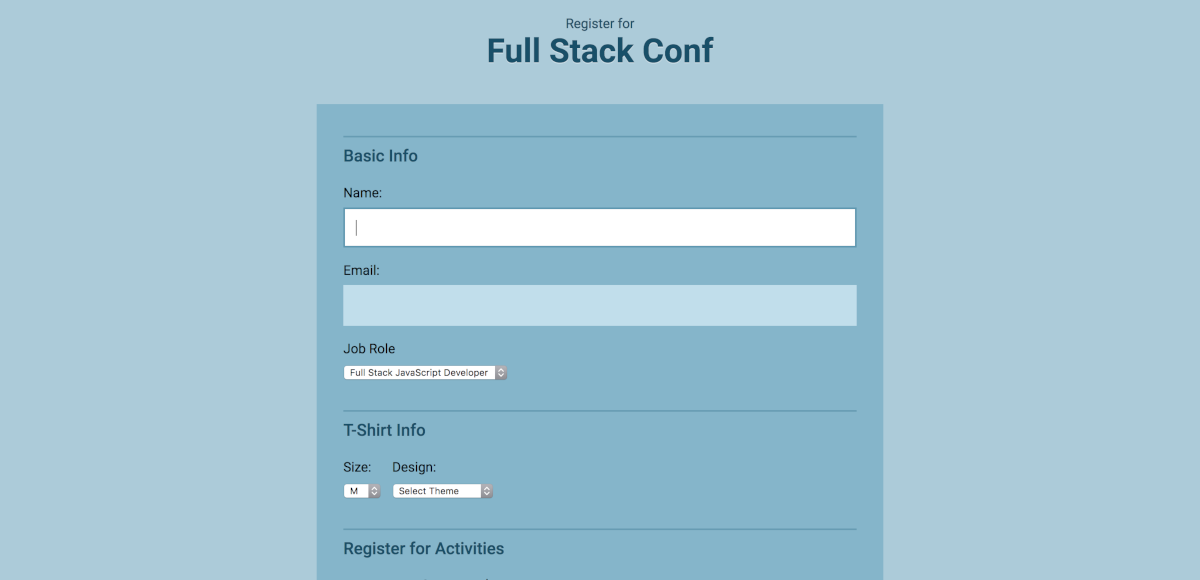 Register for
Full Stack Conf
Basic Info
Name:
Email:
Job Role
Full Stack JavaScript Developer
T-Shirt Info
Size: Design:
M Select Theme
Register for Activities